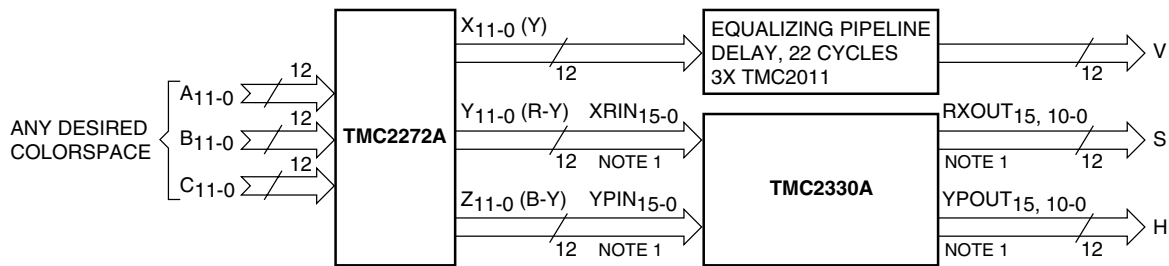 ANY DESIRED
COLORSPACE
A11-0
12
B11-0
12
C11-0
12
TMC2272A
X11-0 (Y)
12
EQUALIZING PIPELINE
DELAY, 22 CYCLES
3X TMC2011
12
V
Y11-0 (R-Y) XRIN15-0
12 NOTE 1
Z11-0 (B-Y) YPIN15-0
12 NOTE 1
TMC2330A
RXOUT15, 10-0
NOTE 1 12
S
YPOUT15, 10-0
NOTE 1 12
H